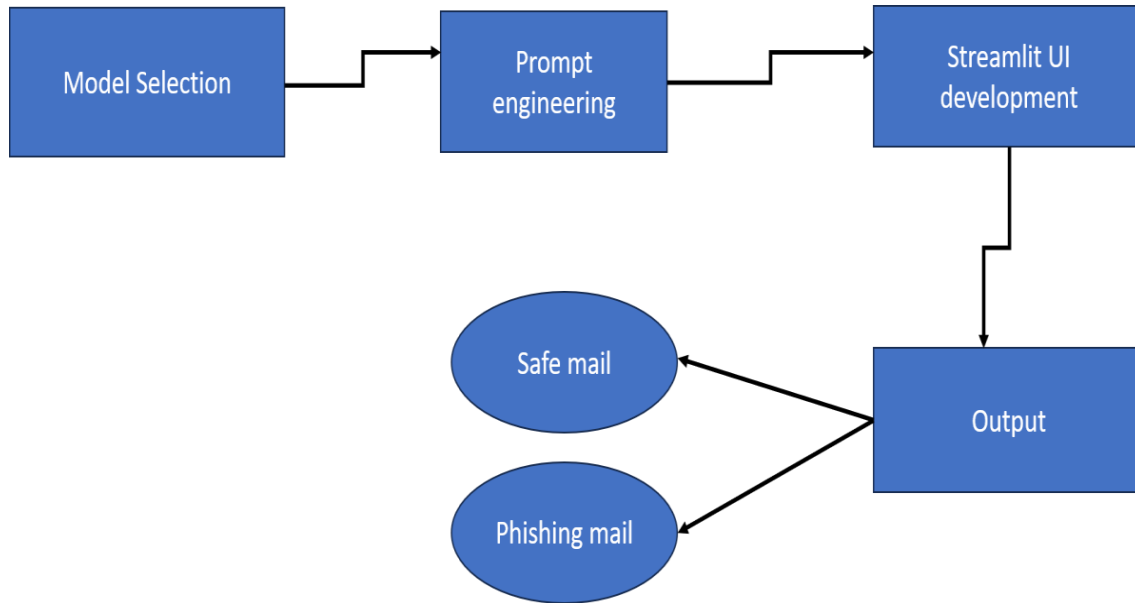 Model Selection
Prompt
engineering
Streamlit UI
development
Safe mail
Output
Phishing mail